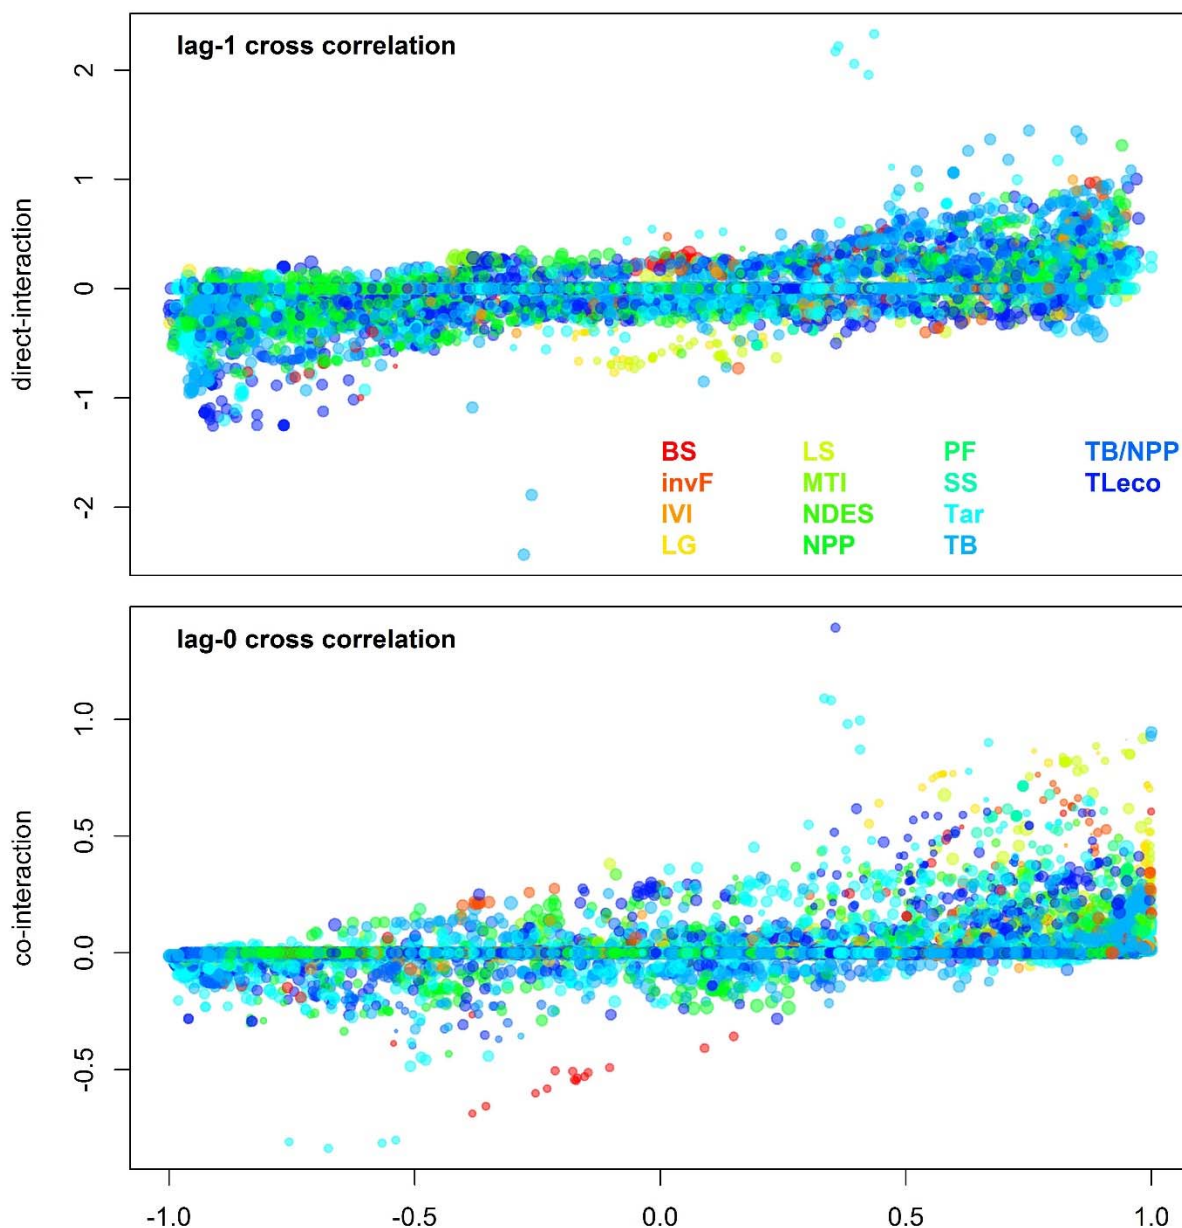 lag-1 cross correlation
2
1
0
-1
-2
direct-interaction
BS LS PF TB/NPP
invF MTI SS TLeco
IVI NDES Tar
LG NPP TB
lag-0 cross correlation
1.0
0.5
0.0
-0.5
co-interaction
-1.0 -0.5 0.0 0.5 1.0